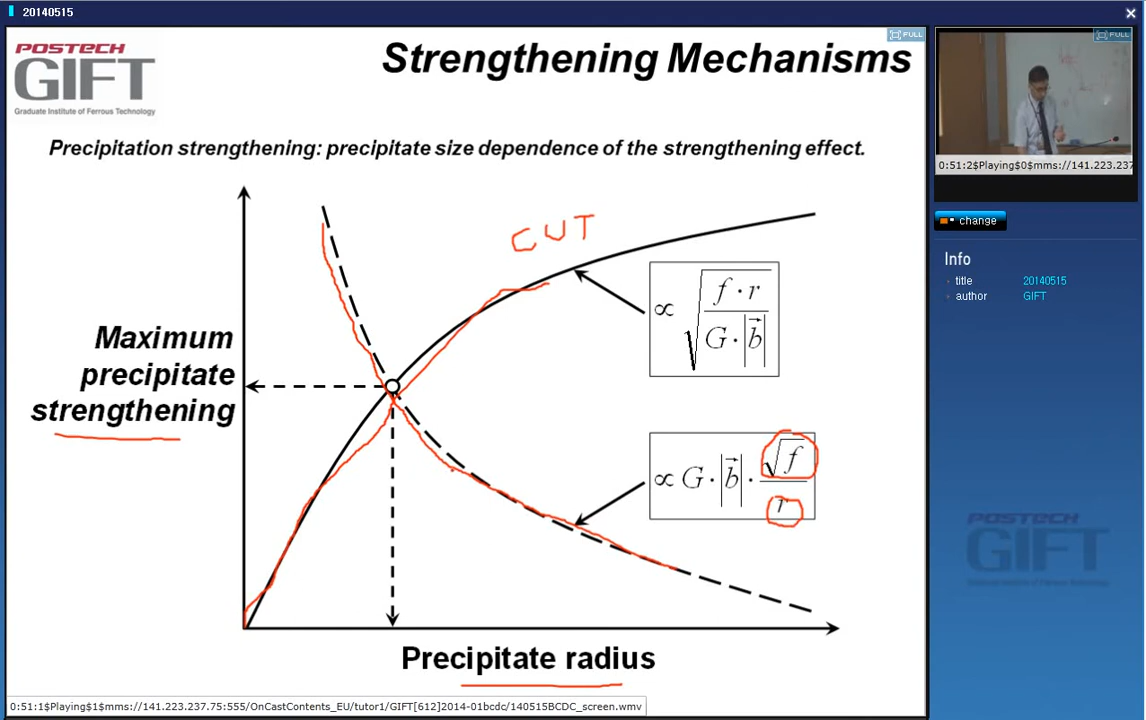 20140515
FULL
FULL
POSTECH
GIFT
Graduate Institute of Ferrous Technology
Strengthening Mechanisms
Precipitation strengthening: precipitate size dependence of the strengthening effect.
0:51:2$Playing$0$mms://141.223.237
change
Info
title 20140515
author GIFT
CUT
∝ √(f · r / G · |b⃗|)
Maximum
precipitate
strengthening
∝ G · |b⃗| · √f / r
POSTECH
GIFT
Precipitate radius
0:51:1$Playing$1$mms://141.223.237.75:555/OnCastContents_EU/tutor1/GIFT[612]2014-01bcdc/140515BCDC_screen.wmv